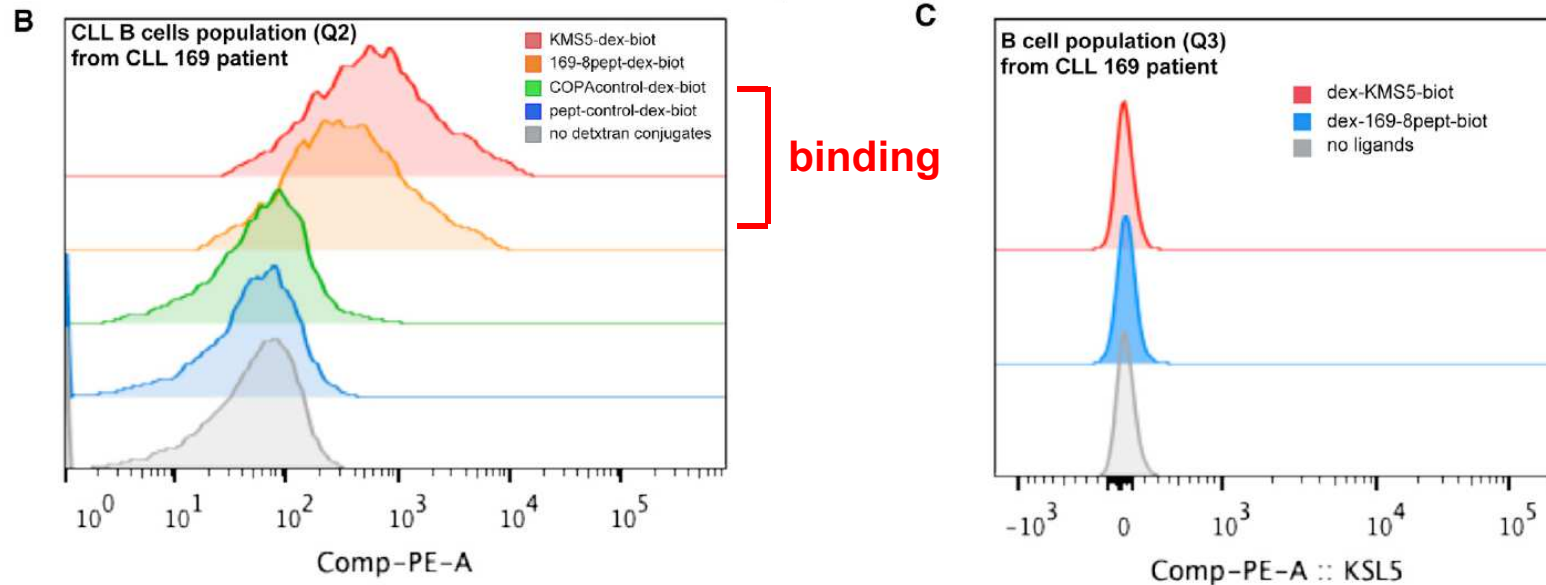 B
CLL B cells population (Q2)
from CLL 169 patient
KMS5-dex-biot
169-8pept-dex-biot
COPAcontrol-dex-biot
pept-control-dex-biot
no detxtran conjugates
10^0 10^1 10^2 10^3 10^4 10^5
Comp-PE-A
binding
C
B cell population (Q3)
from CLL 169 patient
dex-KMS5-biot
dex-169-8pept-biot
no ligands
-10^3 0 10^3 10^4 10^5
Comp-PE-A :: KSL5